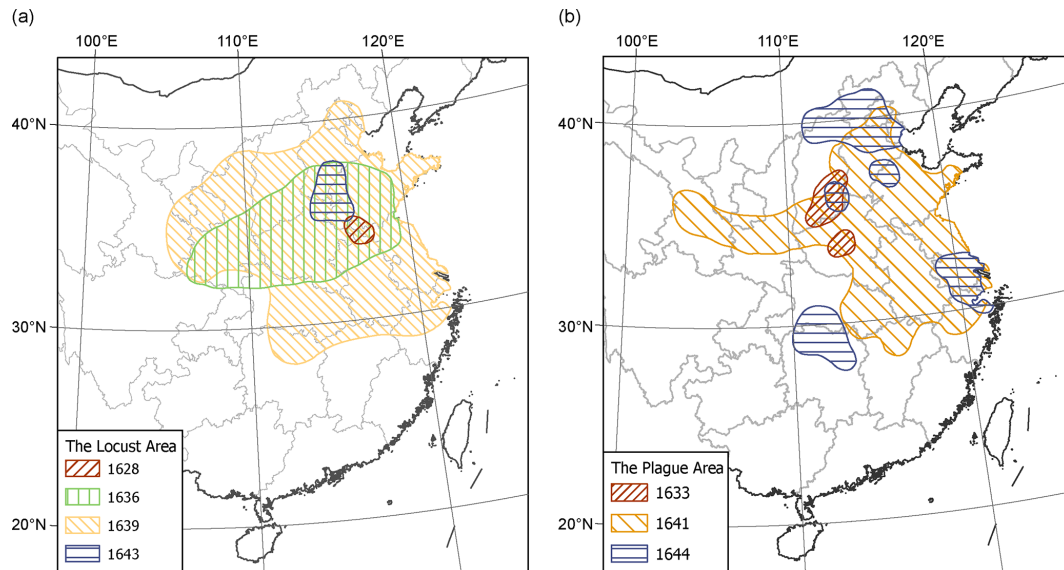 (a)
100°E 110°E 120°E
40°N
30°N
20°N
The Locust Area
1628
1636
1639
1643
(b)
100°E 110°E 120°E
40°N
30°N
20°N
The Plague Area
1633
1641
1644